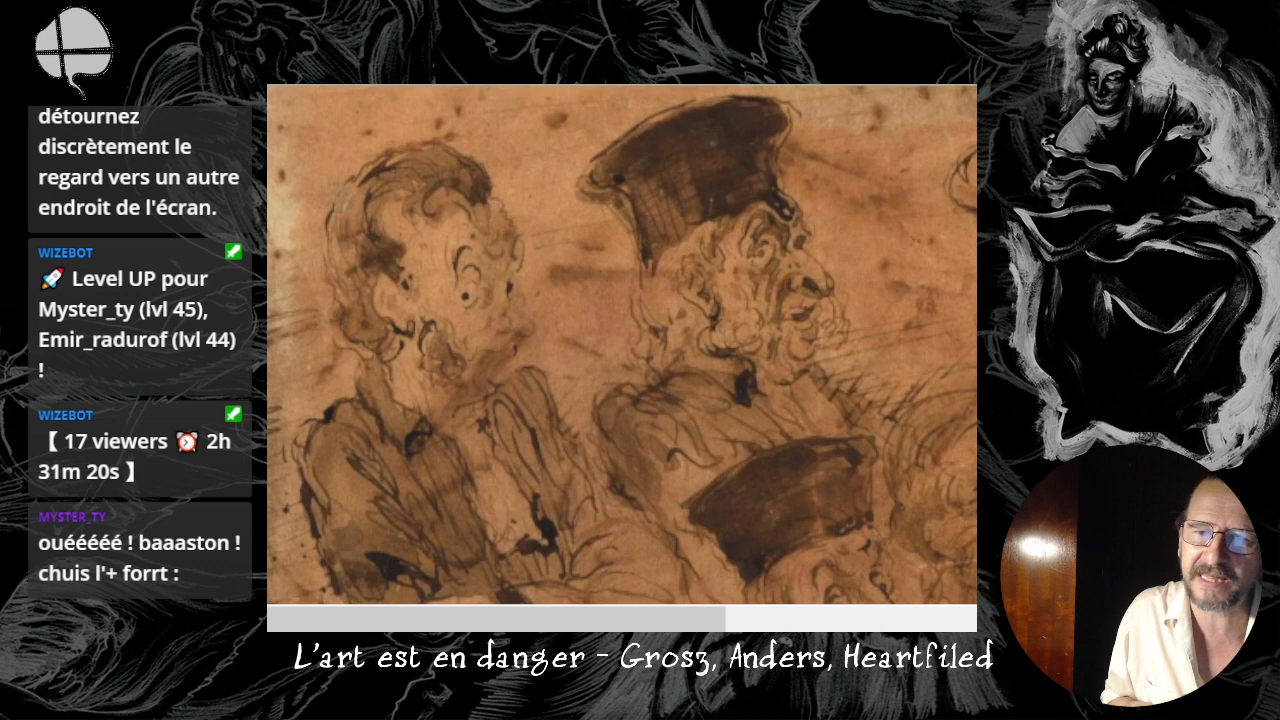 détournez
discrètement le
regard vers un autre
endroit de l'écran.
WIZEBOT
🚀 Level UP pour
Myster_ty (lvl 45),
Emir_radurof (lvl 44)
!
WIZEBOT
【 17 viewers ⏰ 2h
31m 20s 】
MYSTER_TY
ouééééé ! baaaston !
chuis l'+ forrt :
L'art est en danger - Grosz, Anders, Heartfiled